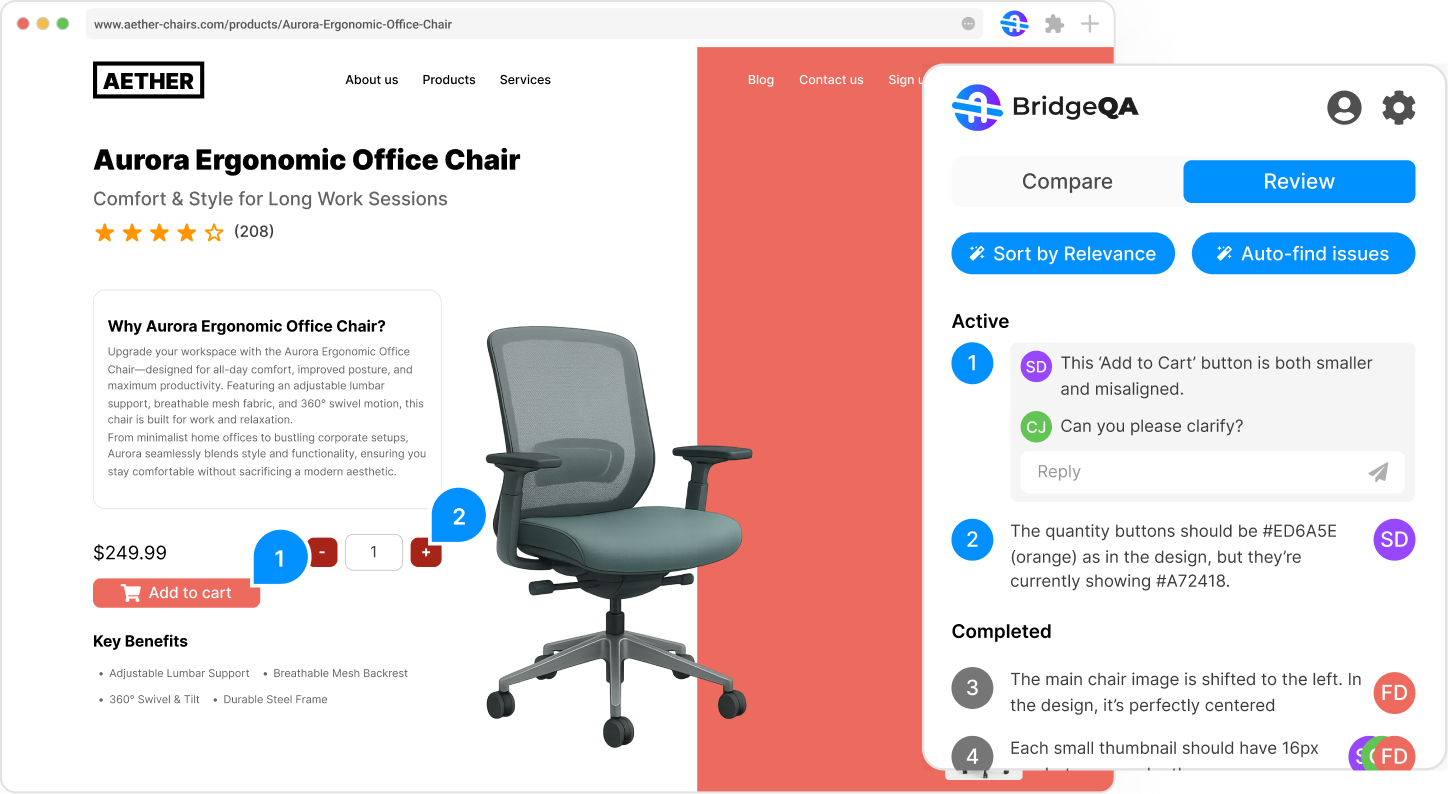 www.aether-chairs.com/products/Aurora-Ergonomic-Office-Chair
AETHER
About us
Products
Services
Blog
Contact us
Sign
Aurora Ergonomic Office Chair
Comfort & Style for Long Work Sessions
(208)
Why Aurora Ergonomic Office Chair?
Upgrade your workspace with the Aurora Ergonomic Office
Chair—designed for all-day comfort, improved posture, and
maximum productivity. Featuring an adjustable lumbar
support, breathable mesh fabric, and 360° swivel motion, this
chair is built for work and relaxation.
From minimalist home offices to bustling corporate setups,
Aurora seamlessly blends style and functionality, ensuring you
stay comfortable without sacrificing a modern aesthetic.
2
$249.99
1
- 1 +
Add to cart
Key Benefits
• Adjustable Lumbar Support • Breathable Mesh Backrest
• 360° Swivel & Tilt • Durable Steel Frame
BridgeQA
Compare
Review
Sort by Relevance
Auto-find issues
Active
1
SD
This ‘Add to Cart’ button is both smaller
and misaligned.
CJ
Can you please clarify?
Reply
2
The quantity buttons should be #ED6A5E
(orange) as in the design, but they’re
currently showing #A72418.
SD
Completed
3
The main chair image is shifted to the left. In
the design, it’s perfectly centered
FD
4
Each small thumbnail should have 16px
FD